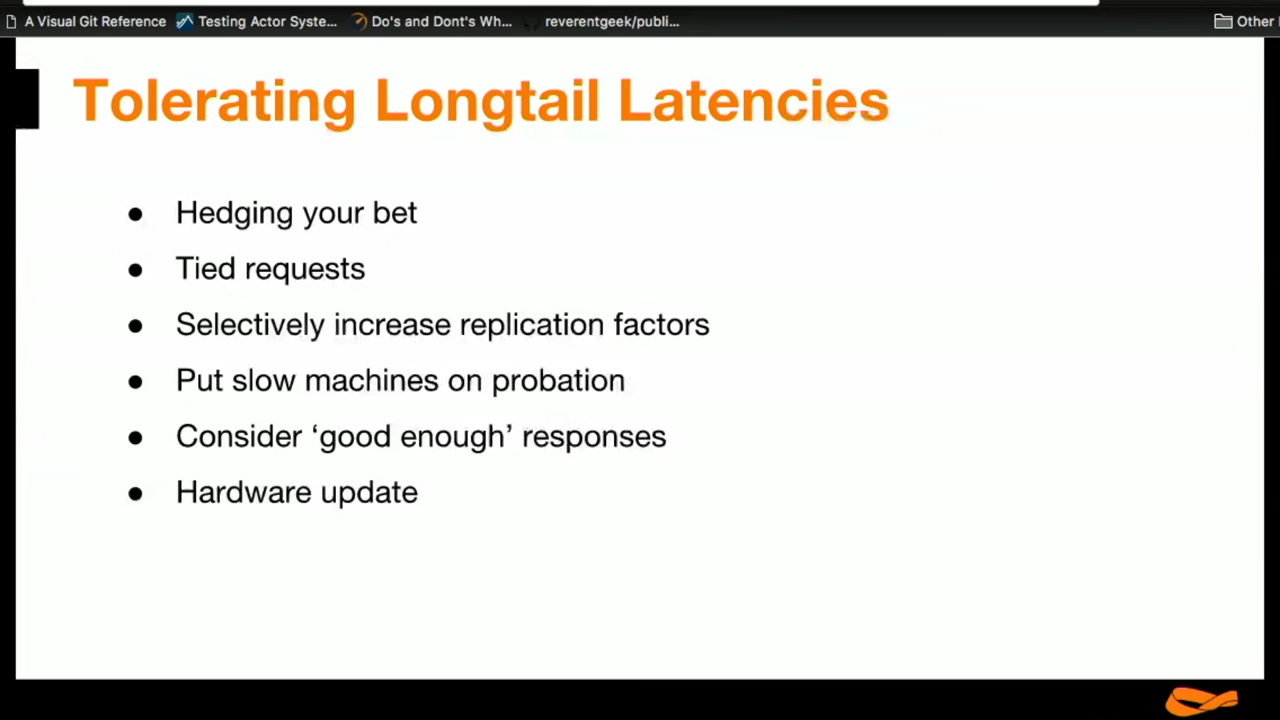 A Visual Git Reference Testing Actor Syste... Do's and Dont's Wh... reverentgeek/publi... Other
Tolerating Longtail Latencies
● Hedging your bet
● Tied requests
● Selectively increase replication factors
● Put slow machines on probation
● Consider ‘good enough’ responses
● Hardware update